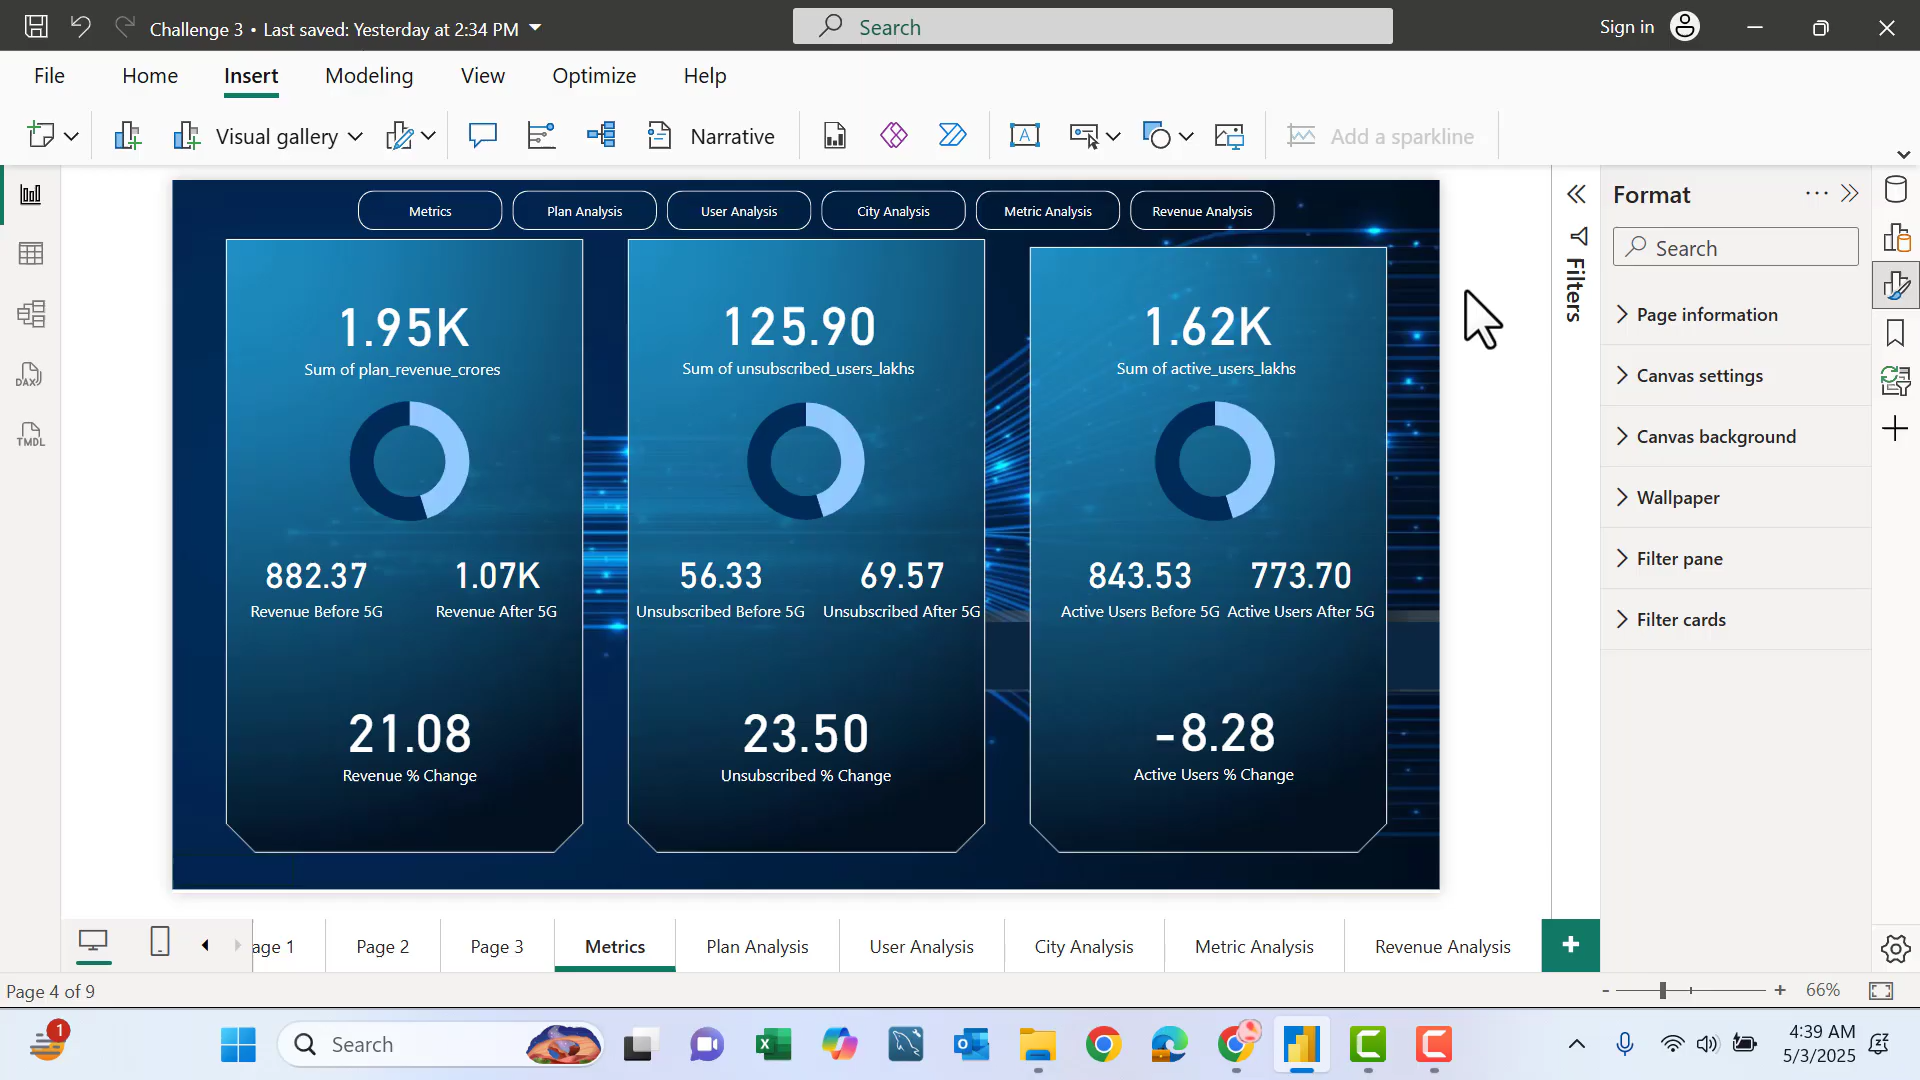 Challenge 3 • Last saved: Yesterday at 2:34 PM
Search
Sign in
File Home Insert Modeling View Optimize Help
Visual gallery
Narrative
Add a sparkline
Metrics Plan Analysis User Analysis City Analysis Metric Analysis Revenue Analysis
1.95K
Sum of plan_revenue_crores
882.37 1.07K
Revenue Before 5G Revenue After 5G
21.08
Revenue % Change
125.90
Sum of unsubscribed_users_lakhs
56.33 69.57
Unsubscribed Before 5G Unsubscribed After 5G
23.50
Unsubscribed % Change
1.62K
Sum of active_users_lakhs
843.53 773.70
Active Users Before 5G Active Users After 5G
-8.28
Active Users % Change
DAX
TMDL
Filters
Format
Search
Page information
Canvas settings
Canvas background
Wallpaper
Filter pane
Filter cards
age 1 Page 2 Page 3 Metrics Plan Analysis User Analysis City Analysis Metric Analysis Revenue Analysis
Page 4 of 9
- + 66%
1
Search
4:39 AM
5/3/2025